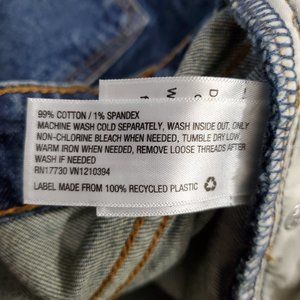 99% COTTON / 1% SPANDEX
MACHINE WASH COLD SEPARATELY, WASH INSIDE OUT, ONLY
NON-CHLORINE BLEACH WHEN NEEDED, TUMBLE DRY LOW,
WARM IRON WHEN NEEDED, REMOVE LOOSE THREADS AFTER
WASH IF NEEDED
RN17730 VN1210394
LABEL MADE FROM 100% RECYCLED PLASTIC